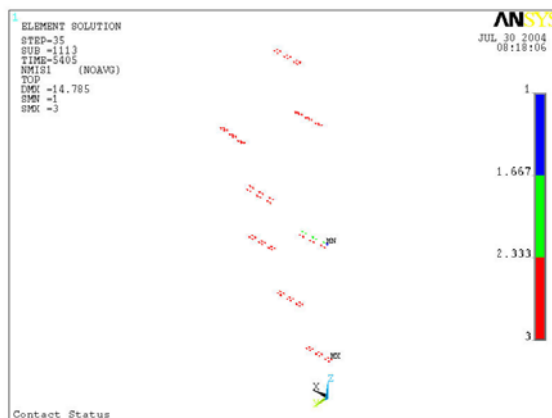 1
ELEMENT SOLUTION
STEP=35
SUB =1113
TIME=5405
NMIS1 (NOAVG)
TOP
DMX =14.785
SMN =1
SMX =3
ANSYS
JUL 30 2004
08:18:06
1
1.667
2.333
3
MN
MX
X
Z
Contact Status